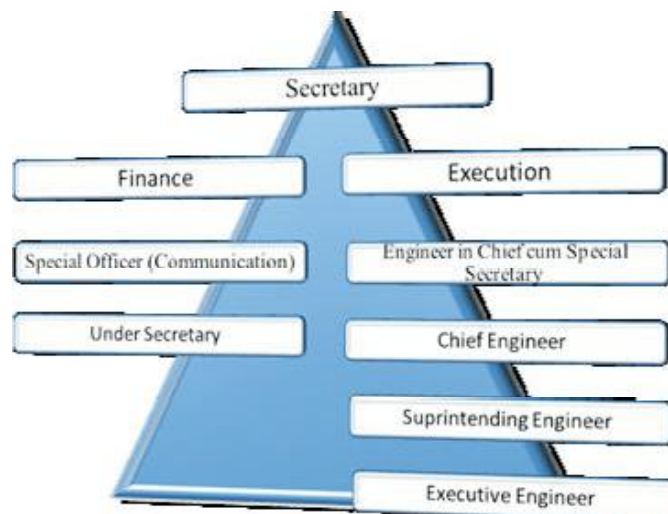 Secretary
Finance
Execution
Special Officer (Communication)
Engineer in Chief cum Special
Secretary
Under Secretary
Chief Engineer
Suprintending Engineer
Executive Engineer